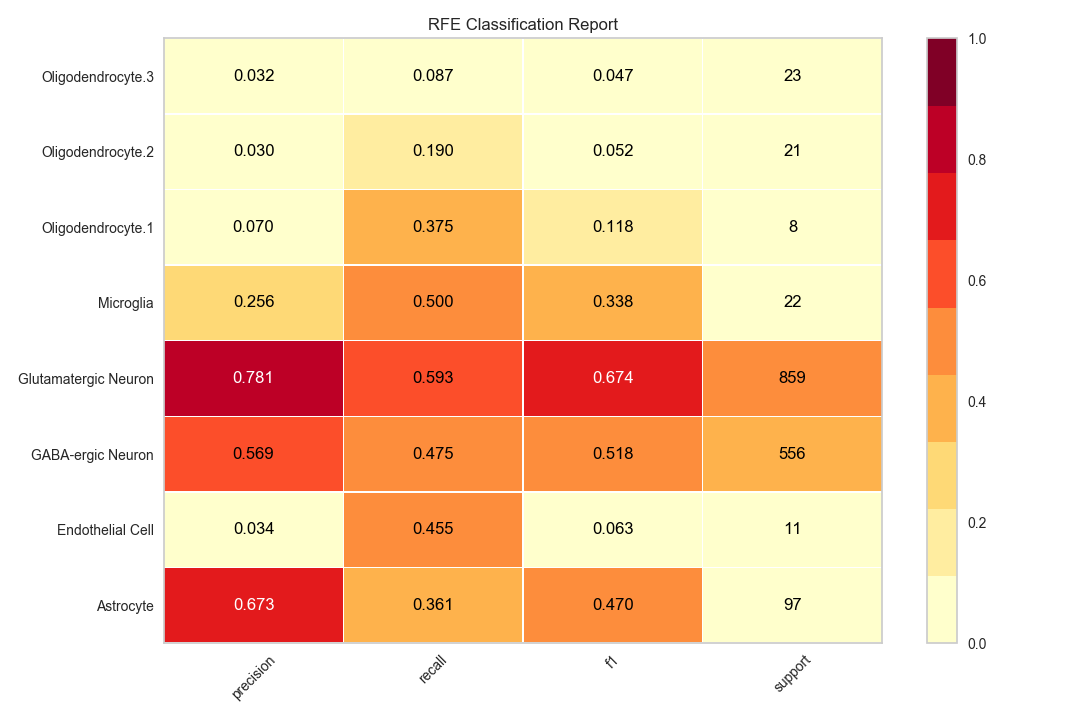 RFE Classification Report
Oligodendrocyte.3 0.032 0.087 0.047 23
Oligodendrocyte.2 0.030 0.190 0.052 21
Oligodendrocyte.1 0.070 0.375 0.118 8
Microglia 0.256 0.500 0.338 22
Glutamatergic Neuron 0.781 0.593 0.674 859
GABA-ergic Neuron 0.569 0.475 0.518 556
Endothelial Cell 0.034 0.455 0.063 11
Astrocyte 0.673 0.361 0.470 97
precision recall f1 support
1.0
0.8
0.6
0.4
0.2
0.0